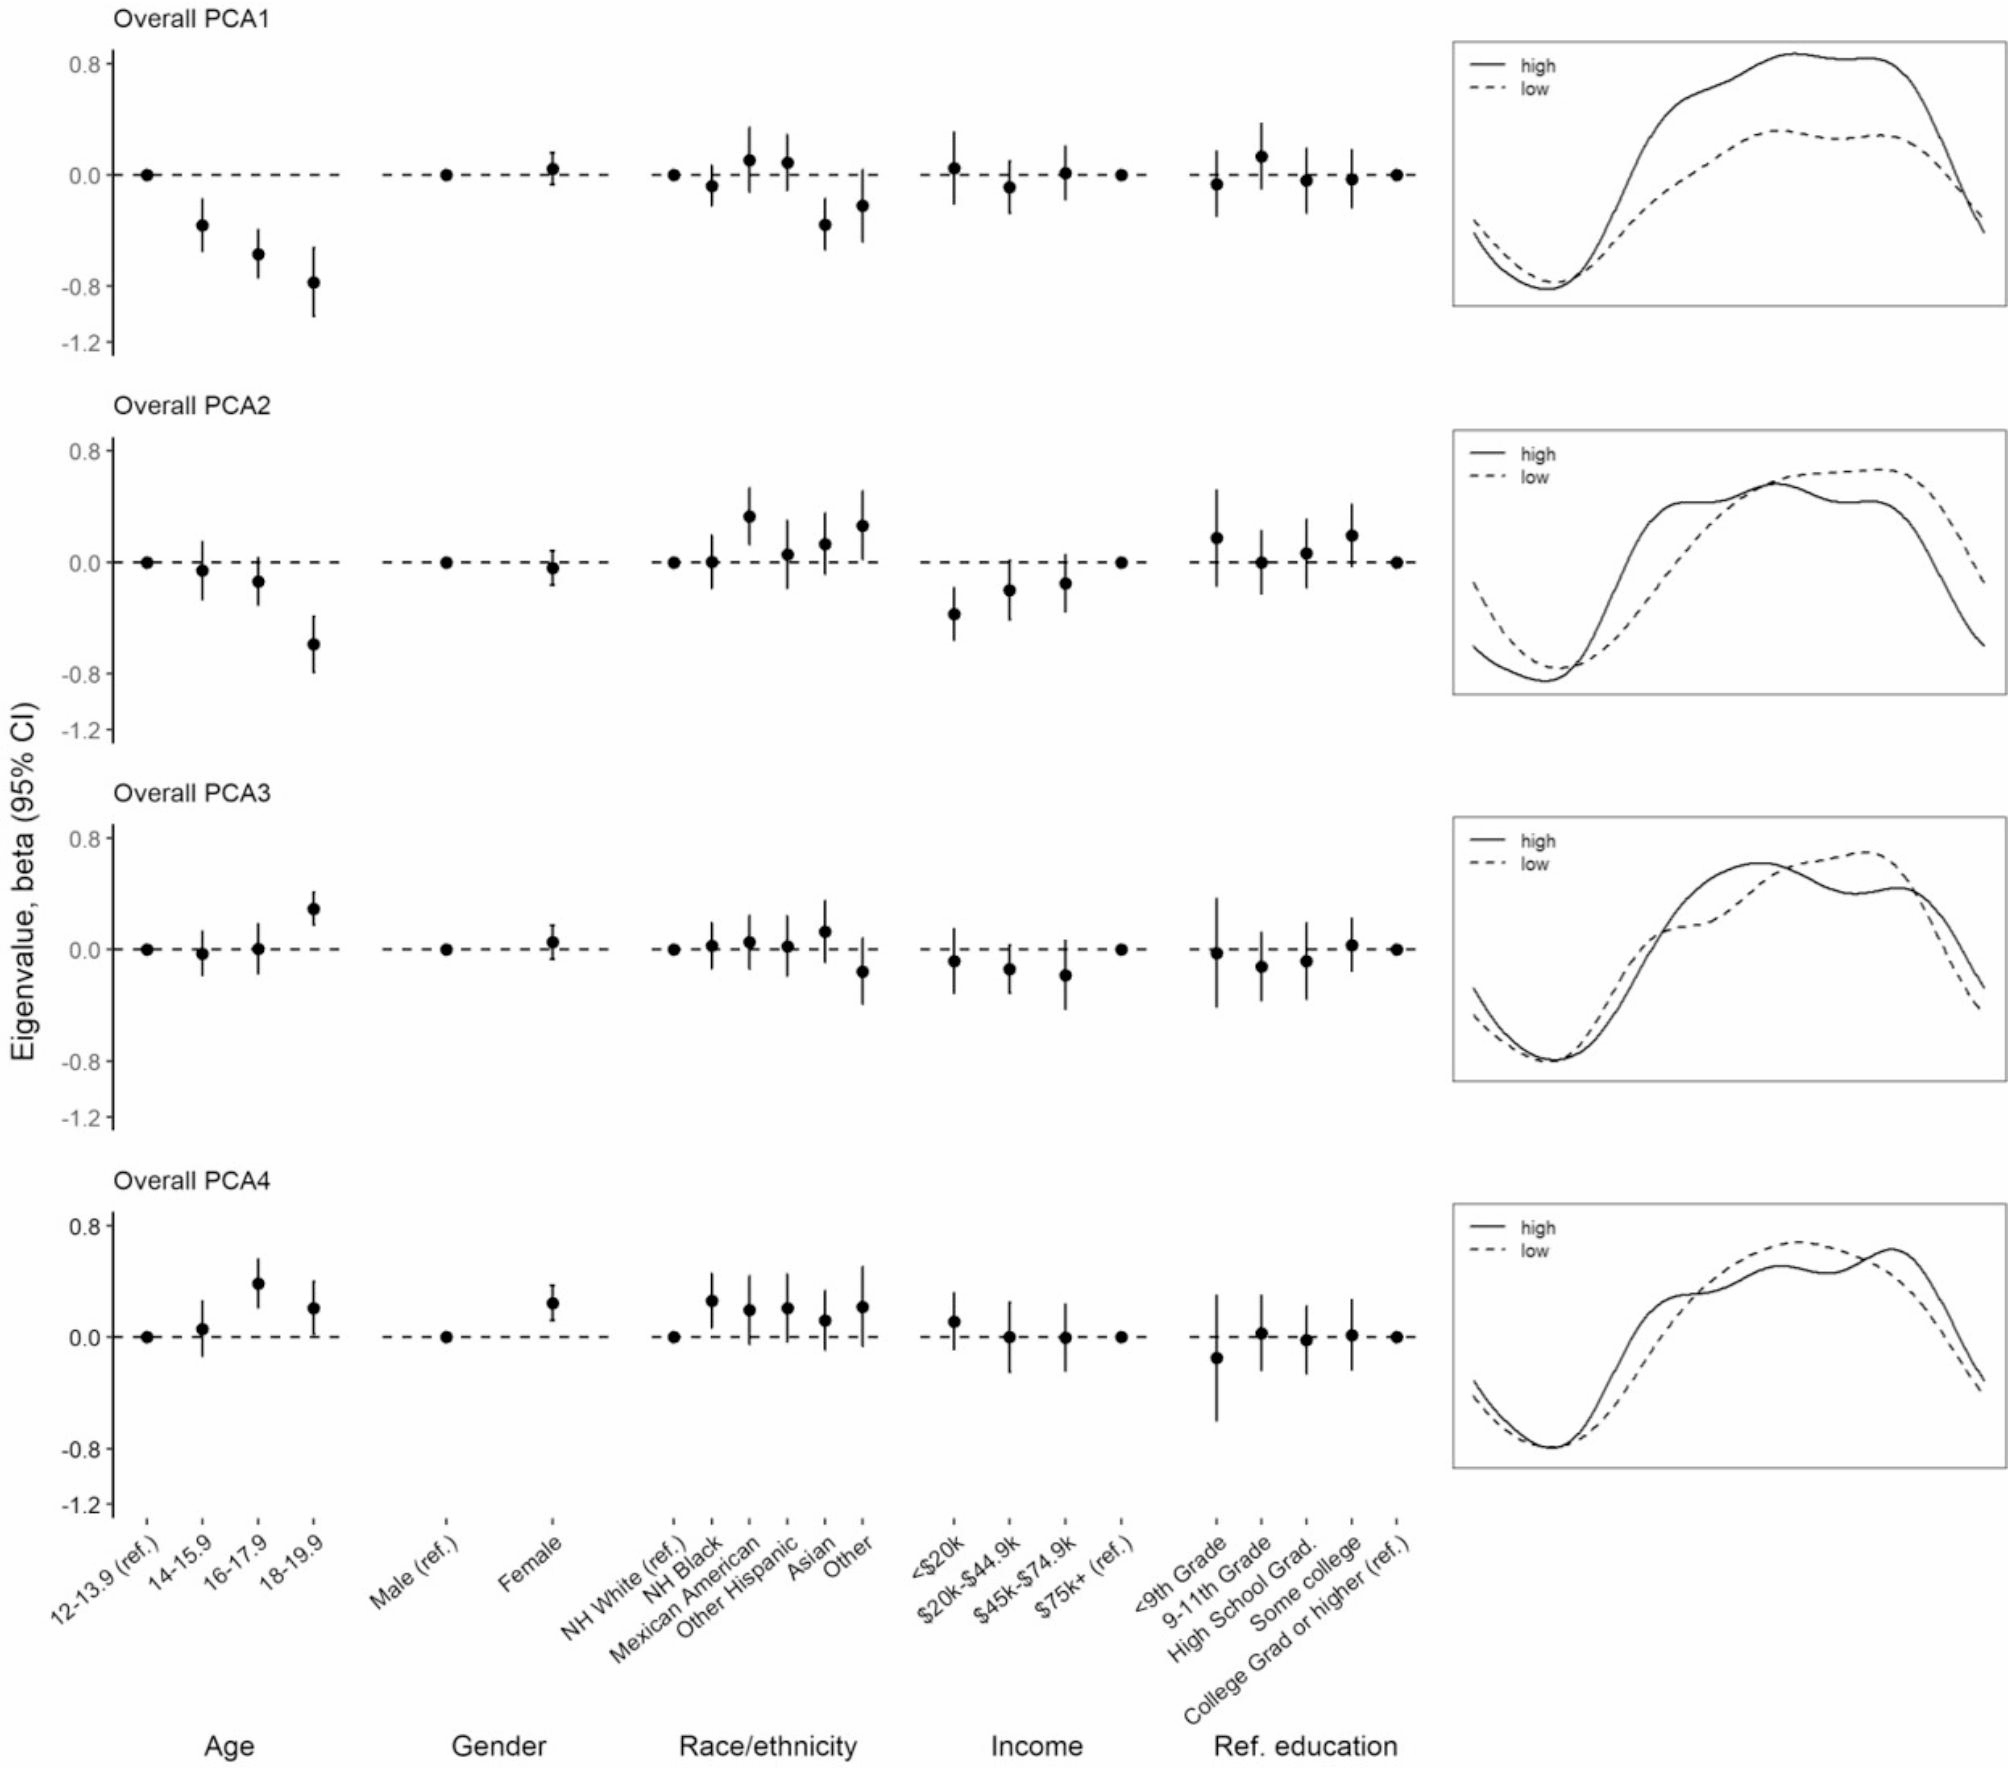 Overall PCA1
0.8
0.0
-0.8
-1.2
high
low
Overall PCA2
0.8
0.0
-0.8
-1.2
high
low
Overall PCA3
0.8
0.0
-0.8
-1.2
high
low
Overall PCA4
0.8
0.0
-0.8
-1.2
high
low
Eigenvalue, beta (95% CI)
12-13.9 (ref.)
14-15.9
16-17.9
18-19.9
Male (ref.)
Female
NH White (ref.)
NH Black
Mexican American
Other Hispanic
Asian
Other
<$20k
$20k-$44.9k
$45k-$74.9k
$75k+ (ref.)
<9th Grade
9-11th Grade
High School Grad.
Some college
College Grad or higher (ref.)
Age
Gender
Race/ethnicity
Income
Ref. education